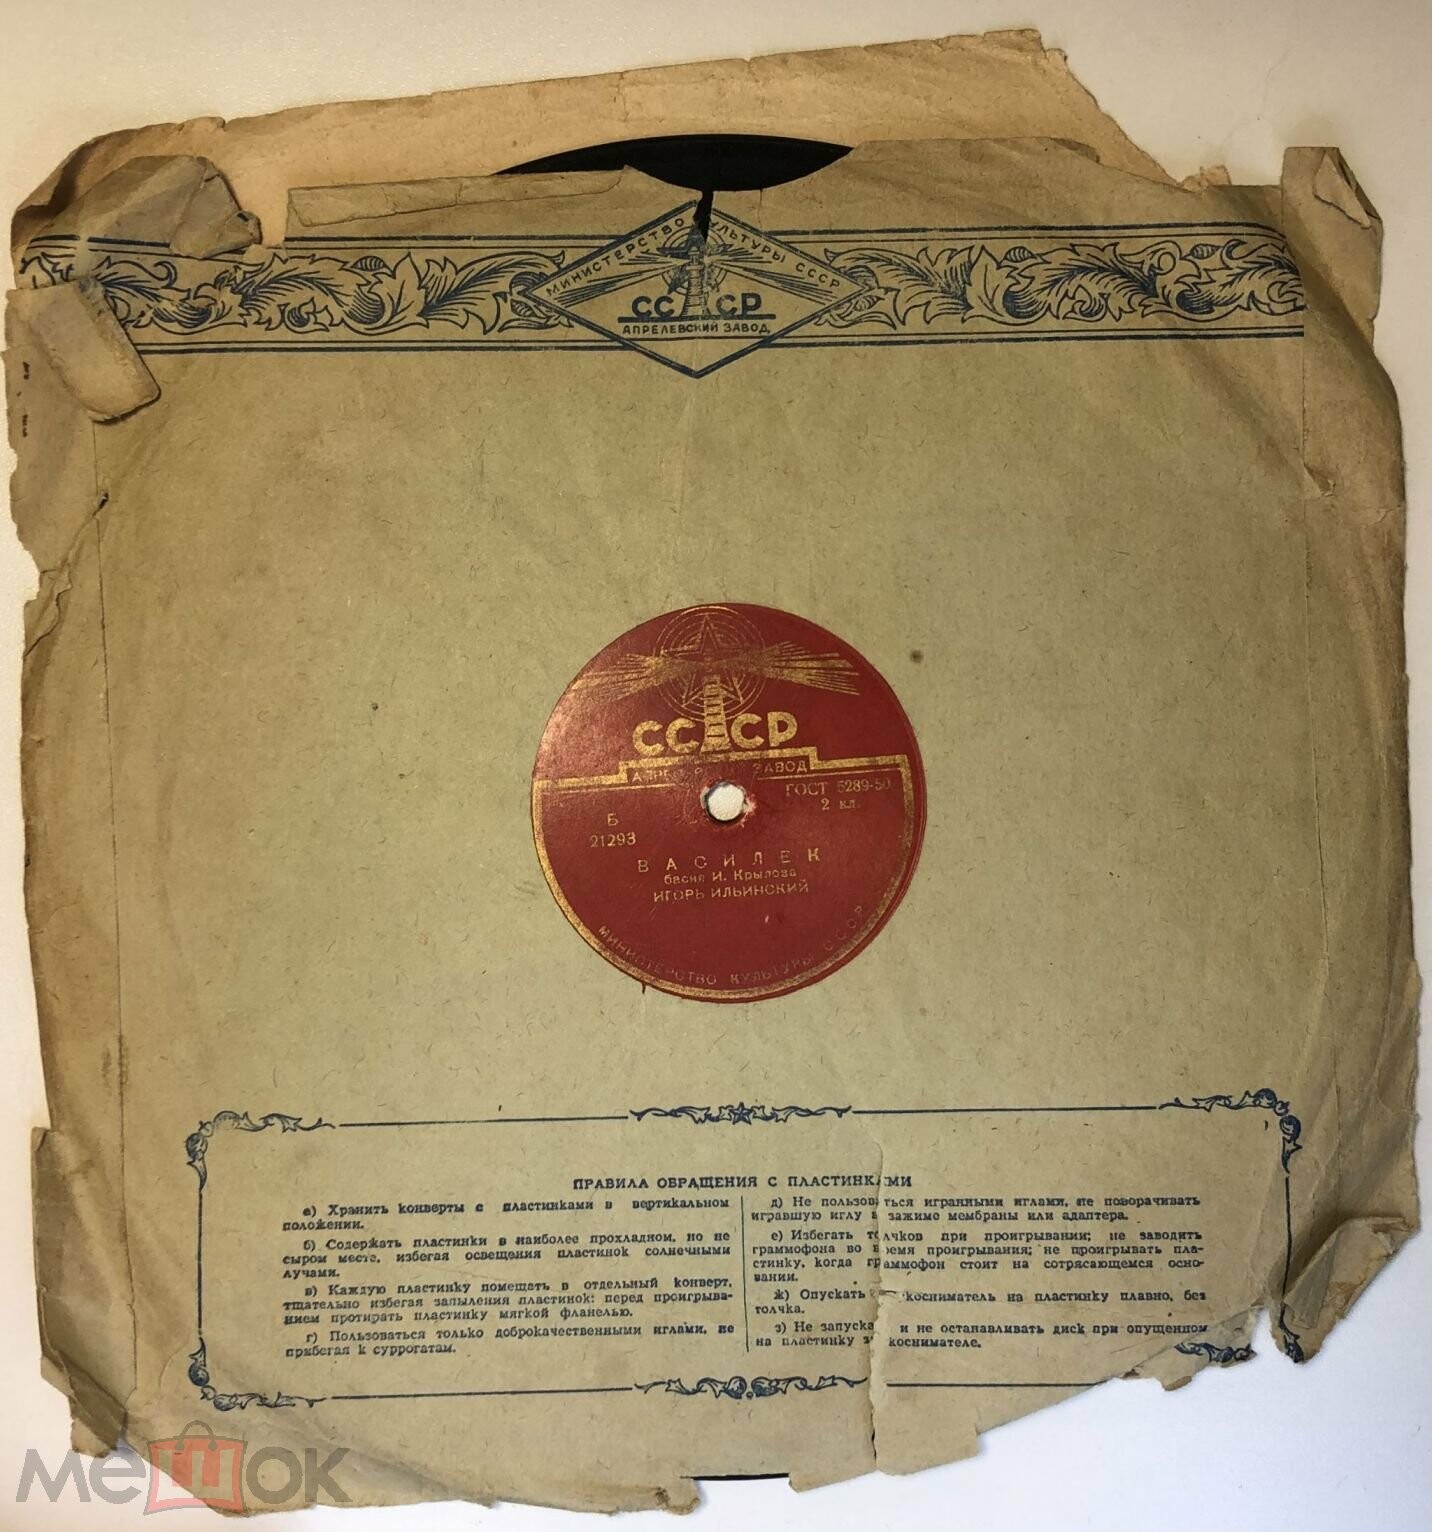 МИНИСТЕРСТВО КУЛЬТУРЫ СССР
СССР
АПРЕЛЕВСКИЙ ЗАВОД
СССР
ЗАВОД
ГОСТ 5289-50
2 кл.
Б
21293
ВАСИЛЕК
басня И. Крылова
ИГОРЬ ИЛЬИНСКИЙ
МИНИСТЕРСТВО КУЛЬТУРЫ СССР
ПРАВИЛА ОБРАЩЕНИЯ С ПЛАСТИНКАМИ
а) Хранить конверты с пластинками в вертикальном
положении.
б) Содержать пластинки в наиболее прохладном, но не
сыром месте, избегая освещения пластинок солнечными
лучами.
в) Каждую пластинку помещать в отдельный конверт,
тщательно избегая запыления пластинок: перед проигрыва-
нием протирать пластинку мягкой фланелью.
г) Пользоваться только доброкачественными иглами, не
прибегая к суррогатам.
д) Не пользоваться игранными иглами, не поворачивать
игравшую иглу в зажиме мембраны или адаптера.
е) Избегать толчков при проигрывании; не заводить
граммофона во время проигрывания; не проигрывать пла-
стинку, когда граммофон стоит на сотрясающемся осно-
вании.
ж) Опускать коснимaтель на пластинку плавно, без
толчка.
з) Не запуска и не останавливать диск при опущенном
на пластинку коснимателе.
мешок